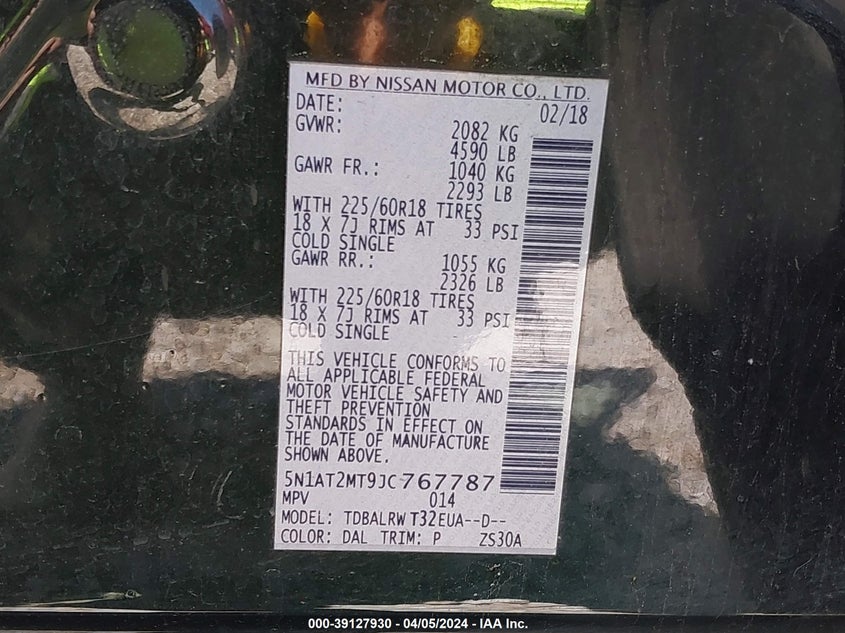 MFD BY NISSAN MOTOR CO., LTD.
DATE: 02/18
GVWR: 2082 KG
4590 LB
GAWR FR.: 1040 KG
2293 LB
WITH 225/60R18 TIRES
18 X 7J RIMS AT 33 PSI
COLD SINGLE
GAWR RR.: 1055 KG
2326 LB
WITH 225/60R18 TIRES
18 X 7J RIMS AT 33 PSI
COLD SINGLE
THIS VEHICLE CONFORMS TO
ALL APPLICABLE FEDERAL
MOTOR VEHICLE SAFETY AND
THEFT PREVENTION
STANDARDS IN EFFECT ON
THE DATE OF MANUFACTURE
SHOWN ABOVE.
5N1AT2MT9JC767787
MPV 014
MODEL: TDBALRW T32EUA--D--
COLOR: DAL TRIM: P ZS30A
000-39127930 - 04/05/2024 - IAA Inc.